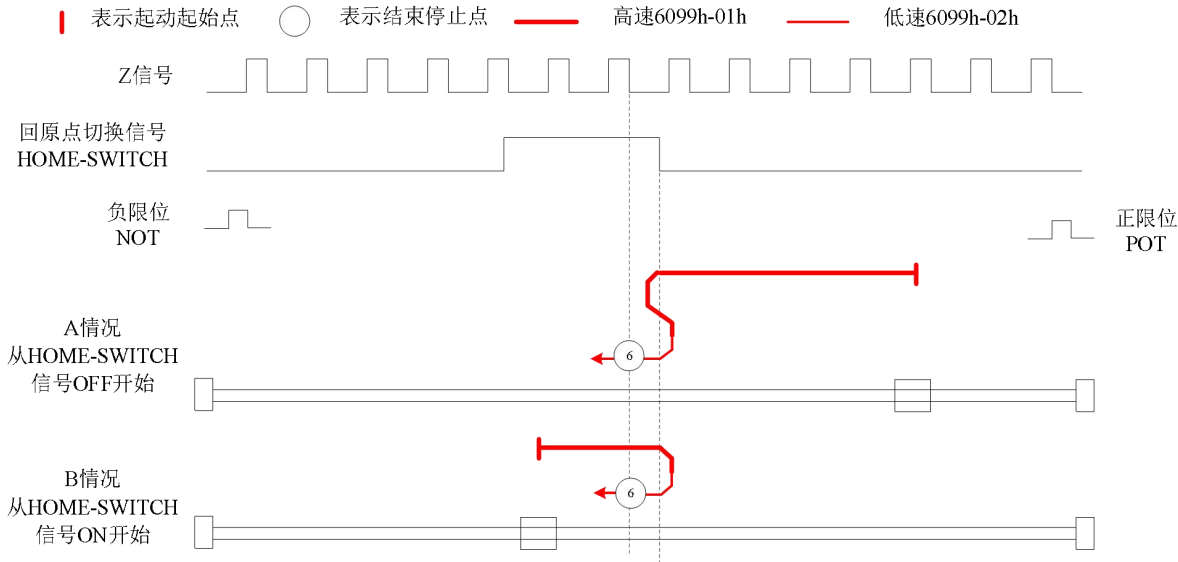 表示起动起始点 表示结束停止点 高速6099h-01h 低速6099h-02h
Z信号
回原点切换信号
HOME-SWITCH
负限位
NOT
正限位
POT
A情况
从HOME-SWITCH
信号OFF开始
6
B情况
从HOME-SWITCH
信号ON开始
6